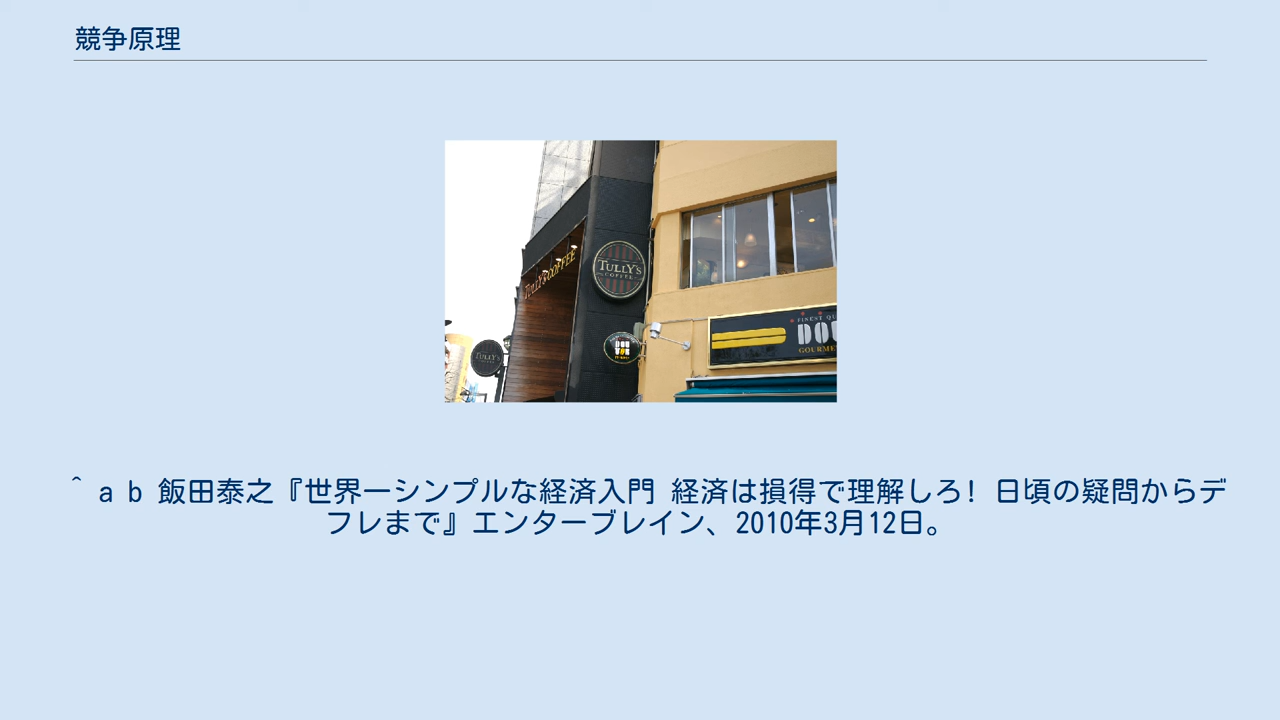 競争原理
TULLY'S COFFEE
TULLY'S
COFFEE
TULLY'S
FINEST QU
DOU
GOURME
^ a b 飯田泰之『世界一シンプルな経済入門 経済は損得で理解しろ! 日頃の疑問からデ
フレまで』エンターブレイン、2010年3月12日。